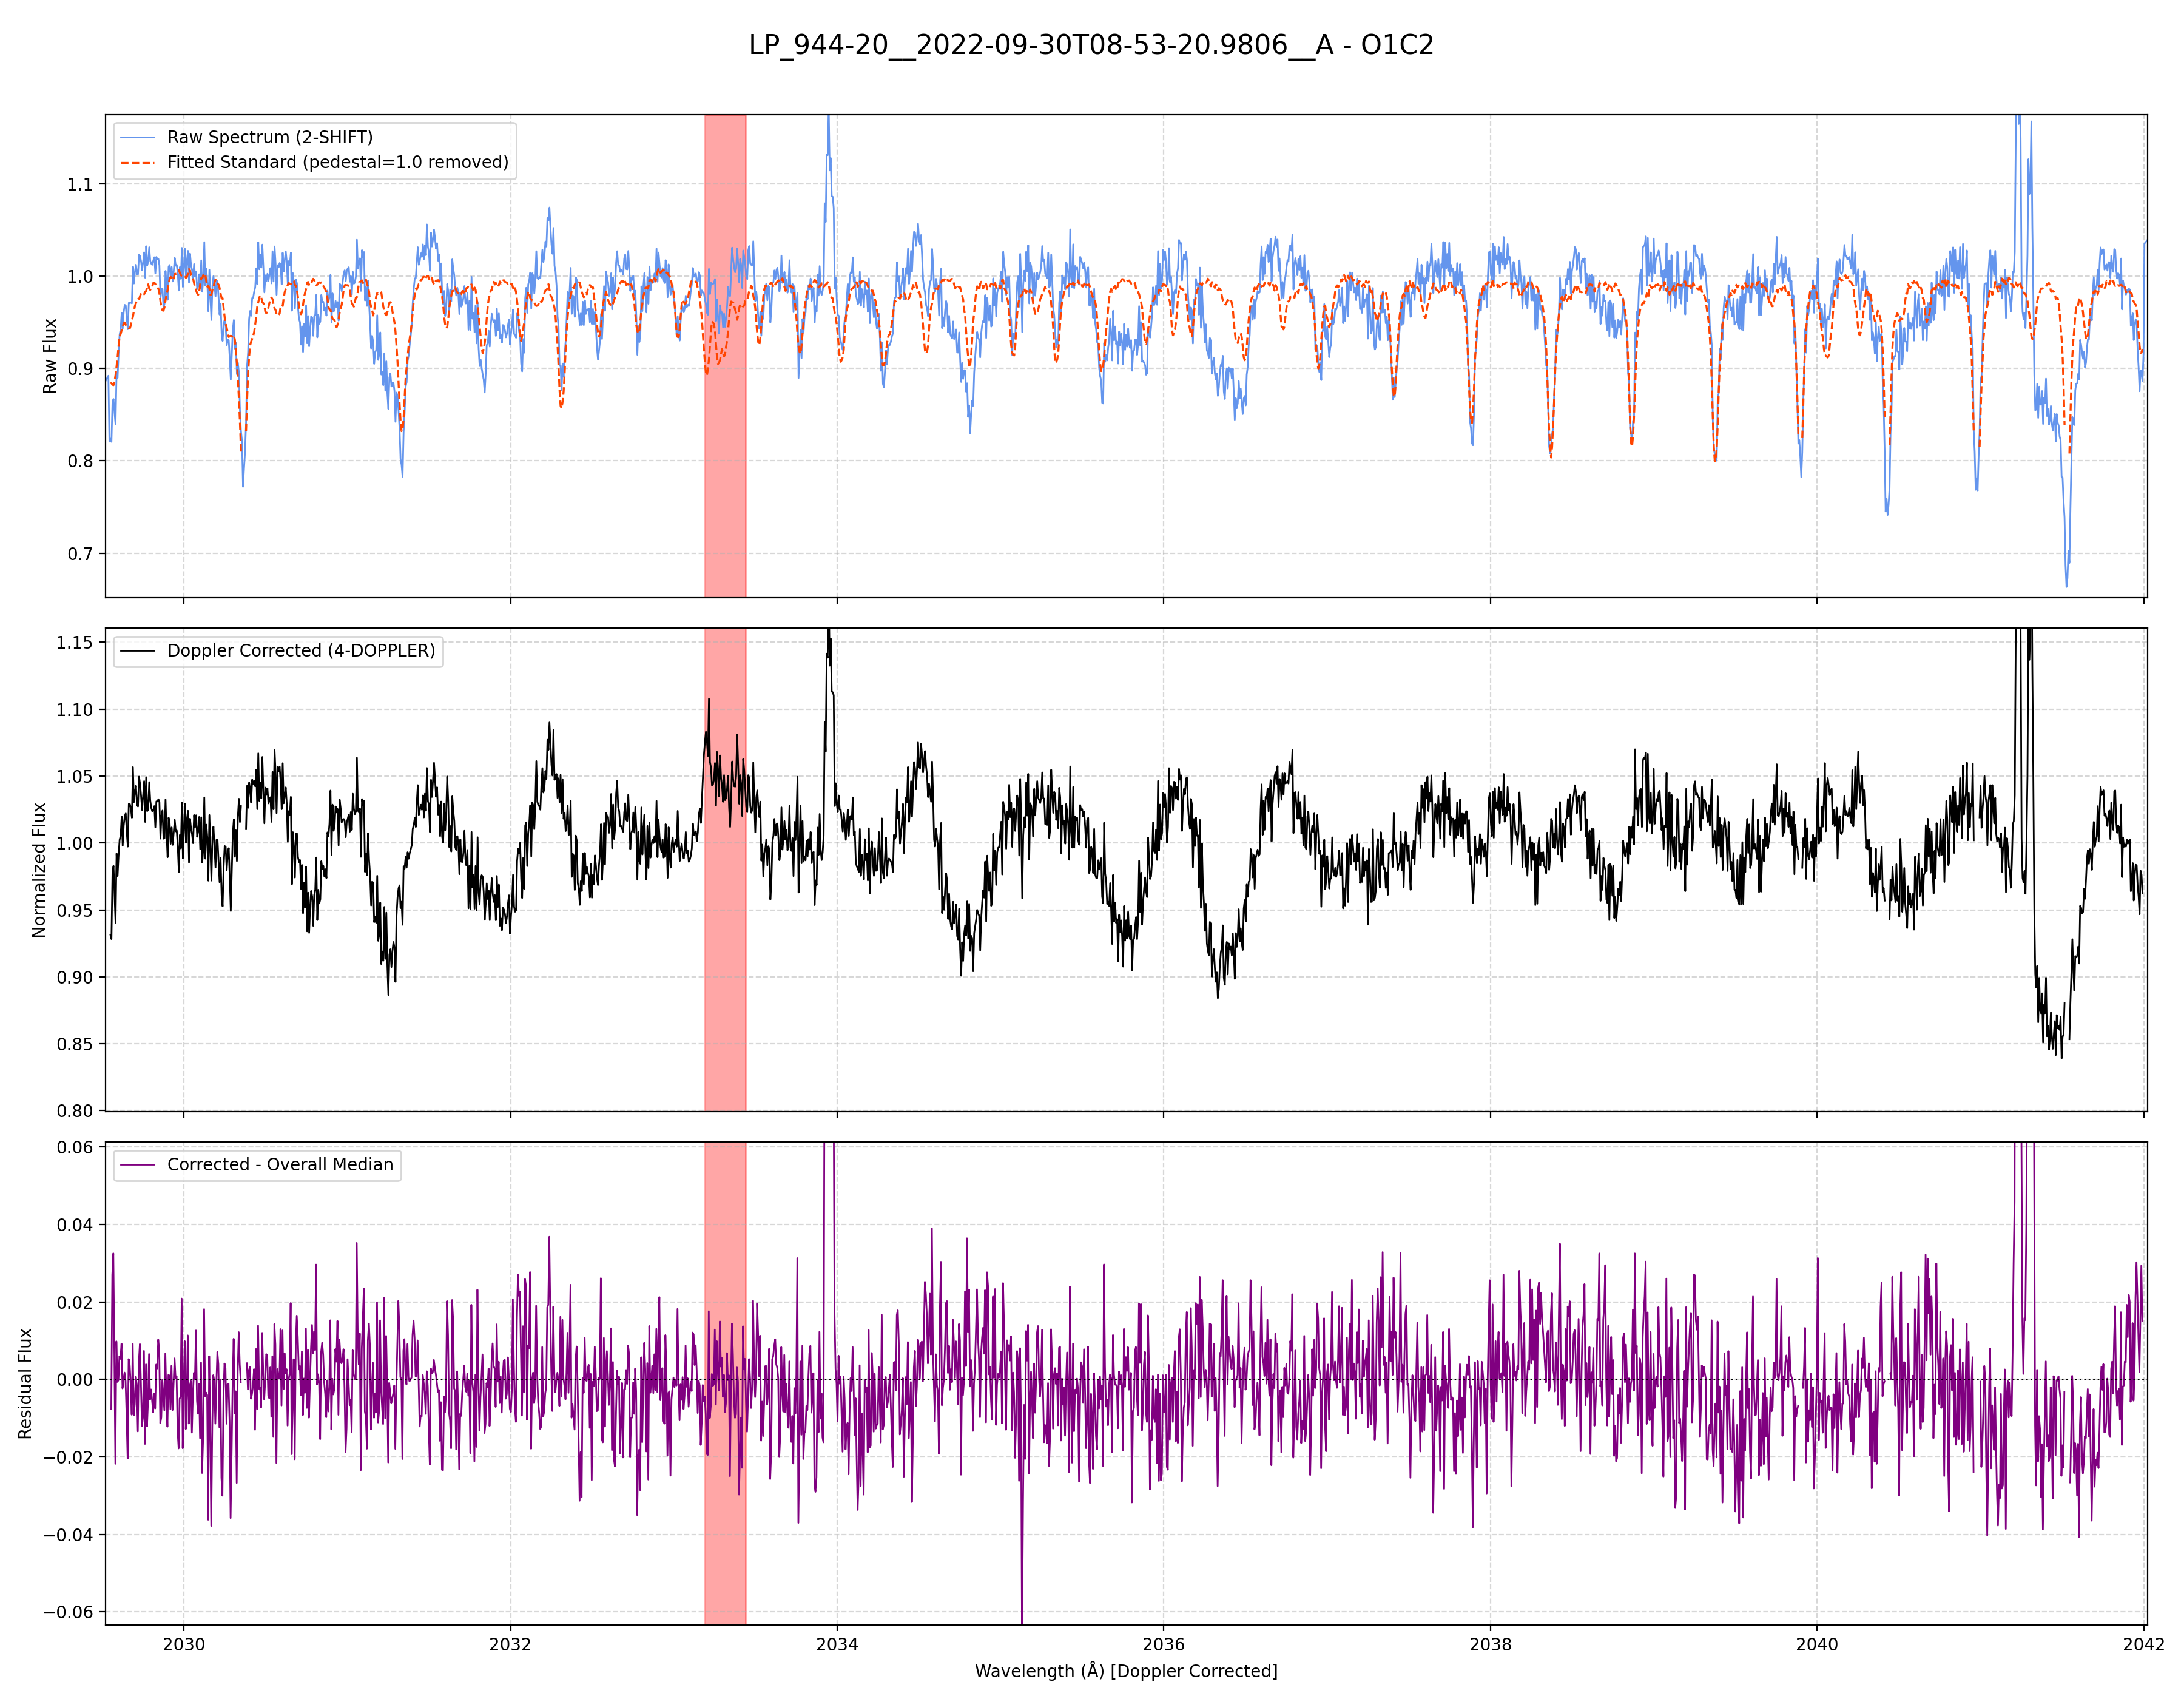 LP_944-20__2022-09-30T08-53-20.9806__A - O1C2
Raw Spectrum (2-SHIFT)
Fitted Standard (pedestal=1.0 removed)
1.1
1.0
0.9
0.8
0.7
Raw Flux
Doppler Corrected (4-DOPPLER)
1.15
1.10
1.05
1.00
0.95
0.90
0.85
0.80
Normalized Flux
Corrected - Overall Median
0.06
0.04
0.02
0.00
−0.02
−0.04
−0.06
Residual Flux
2030 2032 2034 2036 2038 2040 2042
Wavelength (Å) [Doppler Corrected]